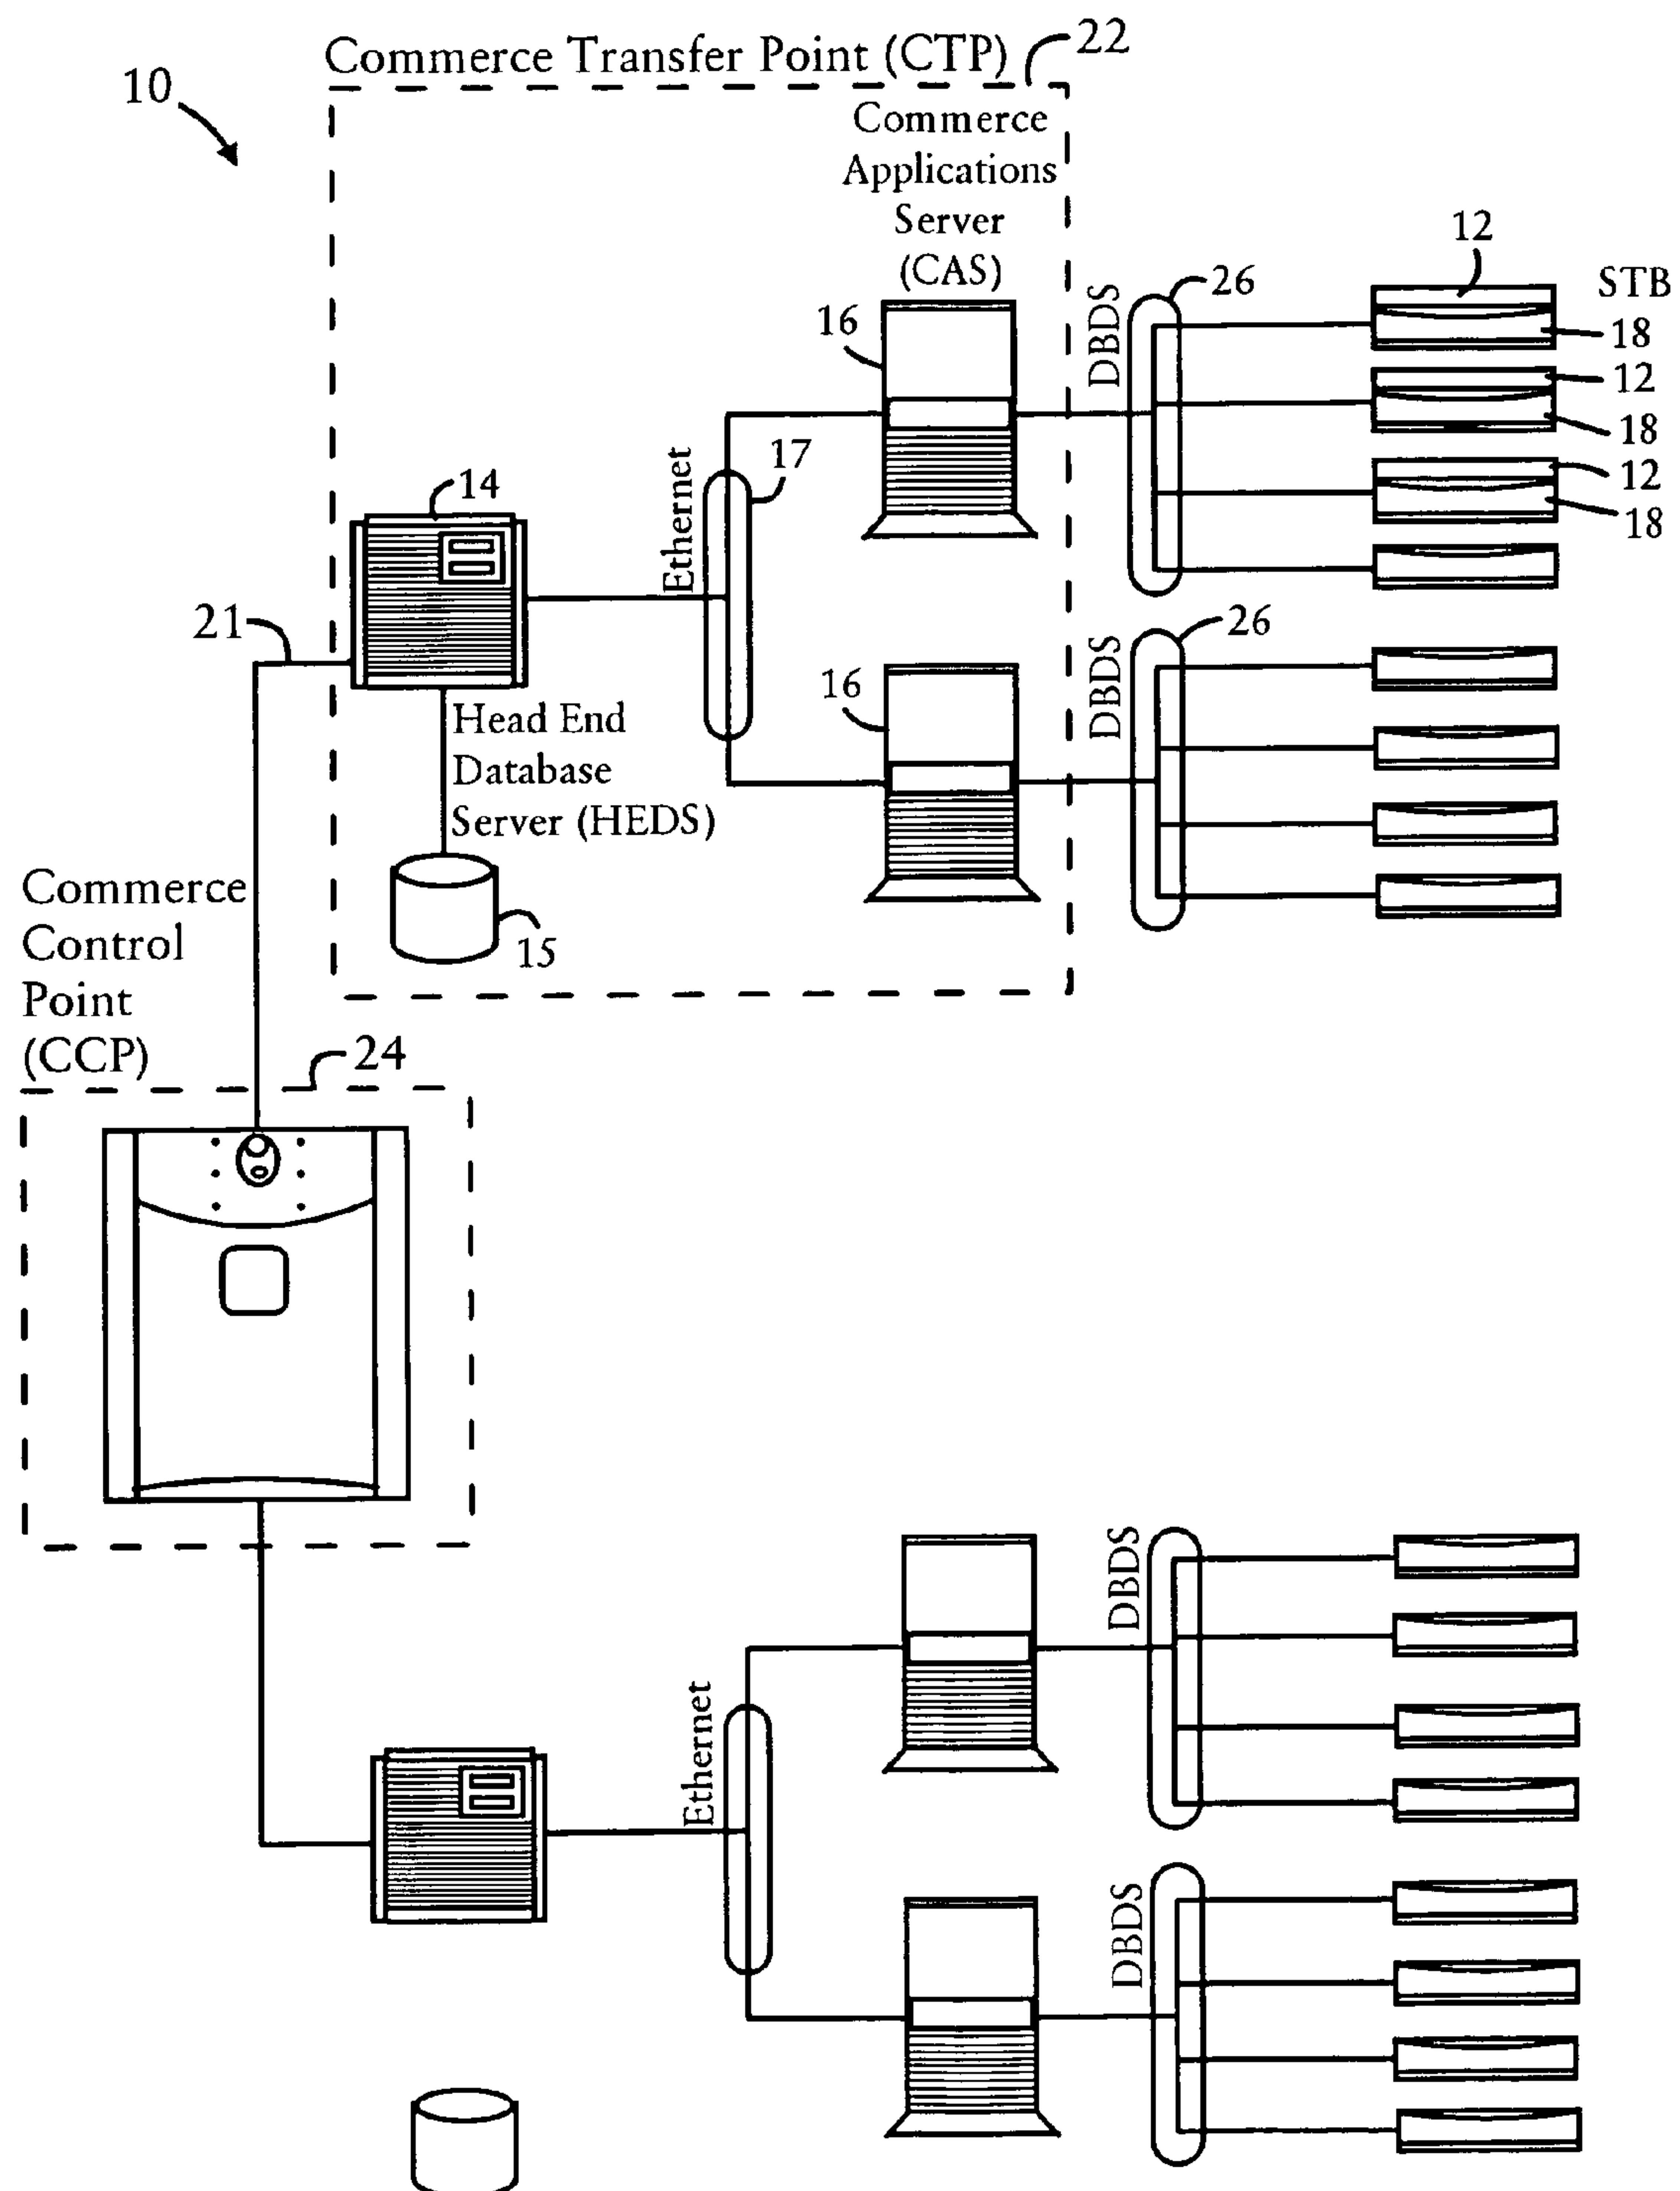 Commerce Transfer Point (CTP)
22
10
Commerce
Applications
Server
(CAS)
12
STB
26
DBDS
16
18
12
18
12
18
17
Ethernet
14
21
26
DBDS
16
Head End
Database
Server (HEDS)
15
Commerce
Control
Point
(CCP)
24
DBDS
Ethernet
DBDS